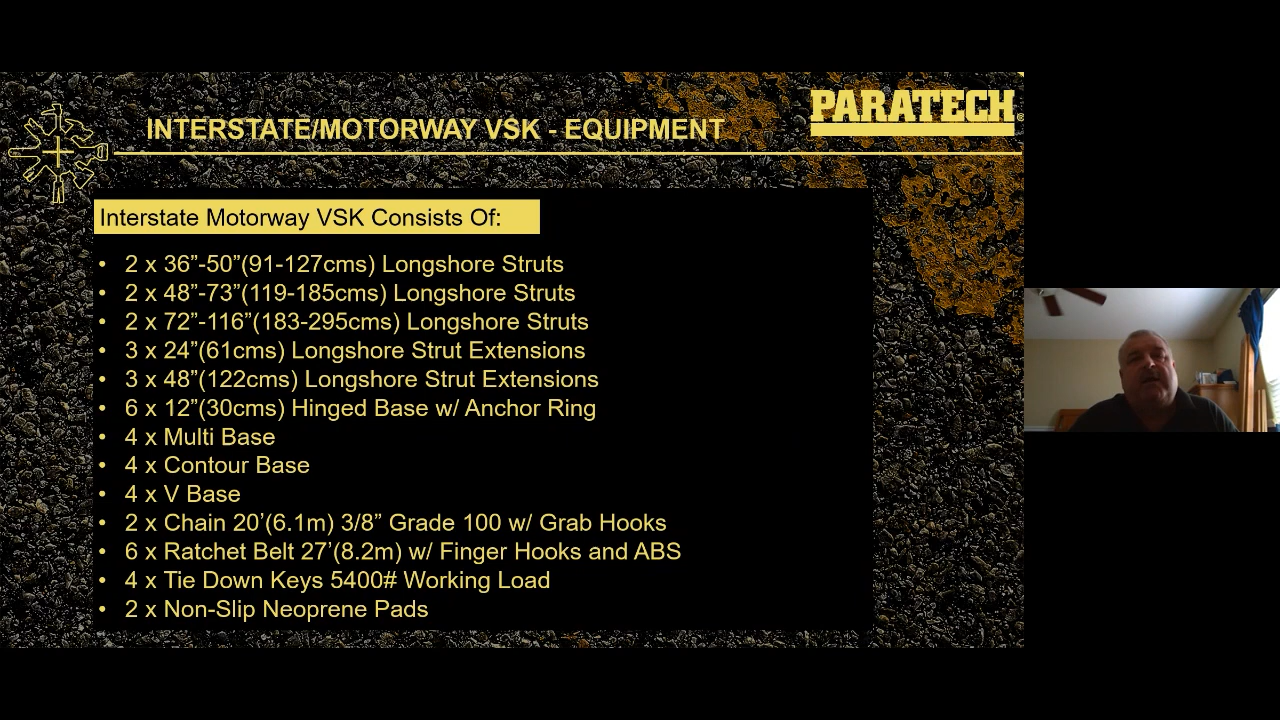 PARATECH®
INTERSTATE/MOTORWAY VSK - EQUIPMENT
Interstate Motorway VSK Consists Of:
• 2 x 36”-50”(91-127cms) Longshore Struts
• 2 x 48”-73”(119-185cms) Longshore Struts
• 2 x 72”-116”(183-295cms) Longshore Struts
• 3 x 24”(61cms) Longshore Strut Extensions
• 3 x 48”(122cms) Longshore Strut Extensions
• 6 x 12”(30cms) Hinged Base w/ Anchor Ring
• 4 x Multi Base
• 4 x Contour Base
• 4 x V Base
• 2 x Chain 20’(6.1m) 3/8” Grade 100 w/ Grab Hooks
• 6 x Ratchet Belt 27’(8.2m) w/ Finger Hooks and ABS
• 4 x Tie Down Keys 5400# Working Load
• 2 x Non-Slip Neoprene Pads